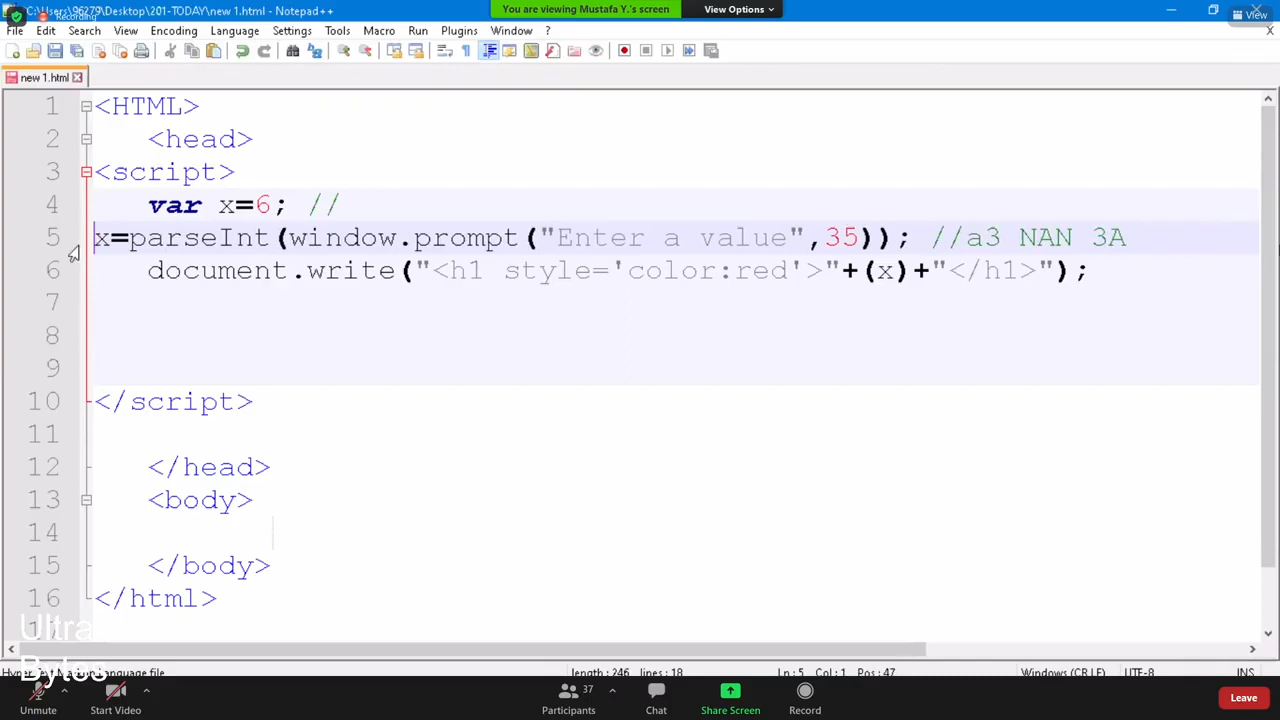 C:\Users\96279\Desktop\201-TODAY\new 1.html - Notepad++
Recording
You are viewing Mustafa Y.'s screen
View Options
View
File Edit Search View Encoding Language Settings Tools Macro Run Plugins Window ?
X
new 1.html
1 <HTML>
2 <head>
3 <script>
4 var x=6; //
5 x=parseInt(window.prompt("Enter a value",35)); //a3 NAN 3A
6 document.write("<h1 style='color:red'>"+(x)+"</h1>");
7
8
9
10 </script>
11
12 </head>
13 <body>
14
15 </body>
16 </html>
Ultra
Bytes
length : 246 lines : 18 Ln : 5 Col : 1 Pos : 47 Windows (CR LF) UTF-8 INS
37
Unmute Start Video Participants Chat Share Screen Record Leave